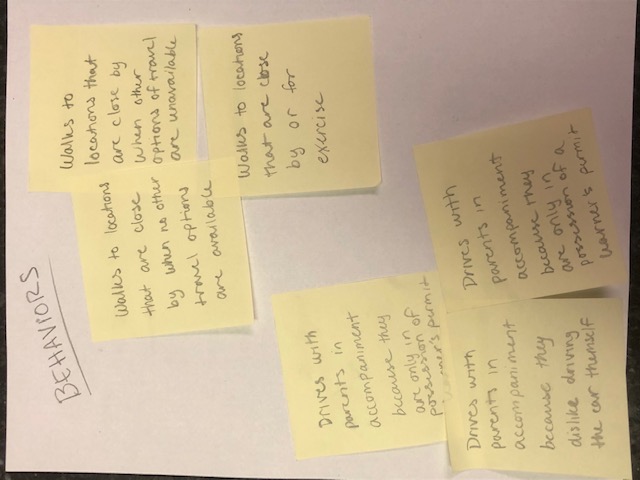 BEHAVIORS
Walks to locations
that are close
by when no other
travel options
are available
Walks to
locations that
are close by
when other
options of travel
are unavailable
Walks to locations
that are close
by or for
exercise
Drives with
parents in
accompaniment
because they
are only in
possession of
learner's permit
Drives with
parents in
accompaniment
because they
dislike driving
the car themself
Drives with
parents in
accompaniment
because they
are only in
possession of a
learner's permit